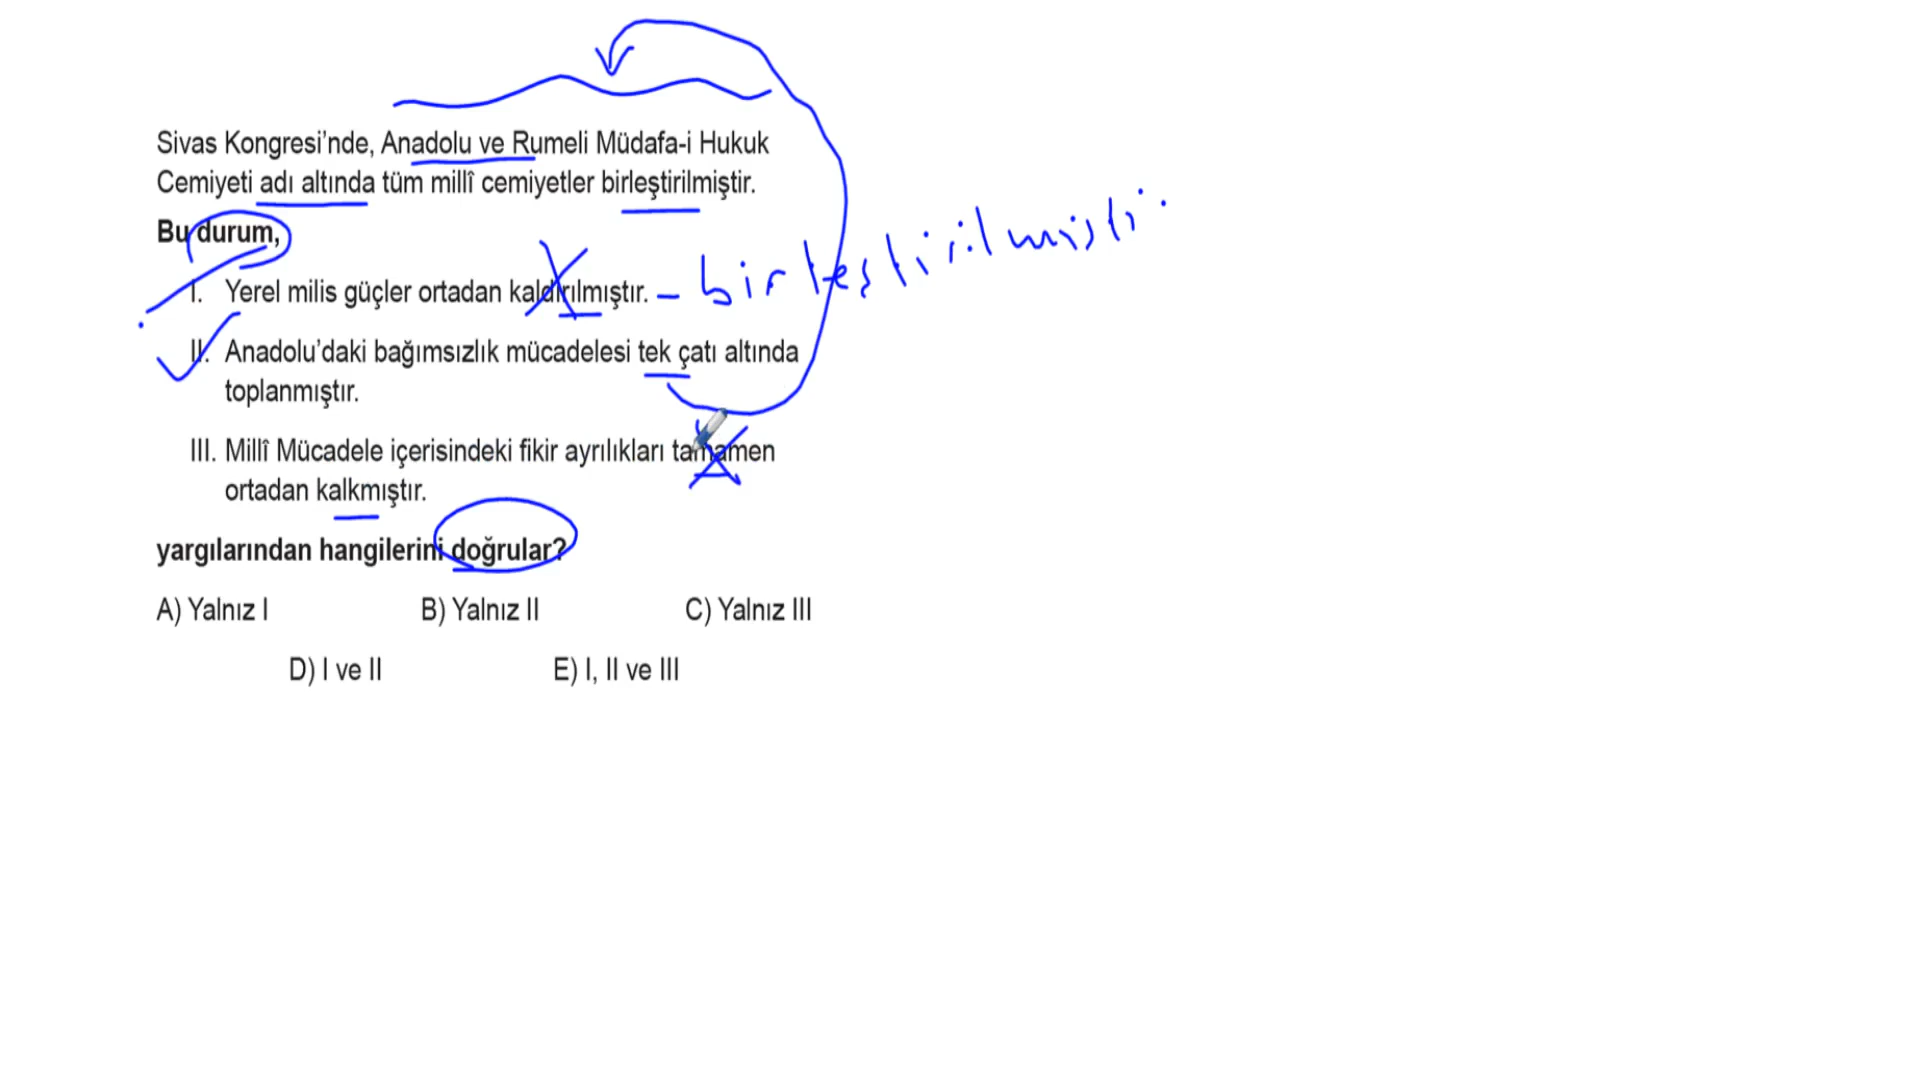 Sivas Kongresi'nde, Anadolu ve Rumeli Müdafa-i Hukuk
Cemiyeti adı altında tüm millî cemiyetler birleştirilmiştir.
Bu durum,
I. Yerel milis güçler ortadan kaldırılmıştır. - birleştirilmişti.
II. Anadolu'daki bağımsızlık mücadelesi tek çatı altında
toplanmıştır.
III. Millî Mücadele içerisindeki fikir ayrılıkları tamamen
ortadan kalkmıştır.
yargılarından hangilerini doğrular?
A) Yalnız I B) Yalnız II C) Yalnız III
D) I ve II E) I, II ve III